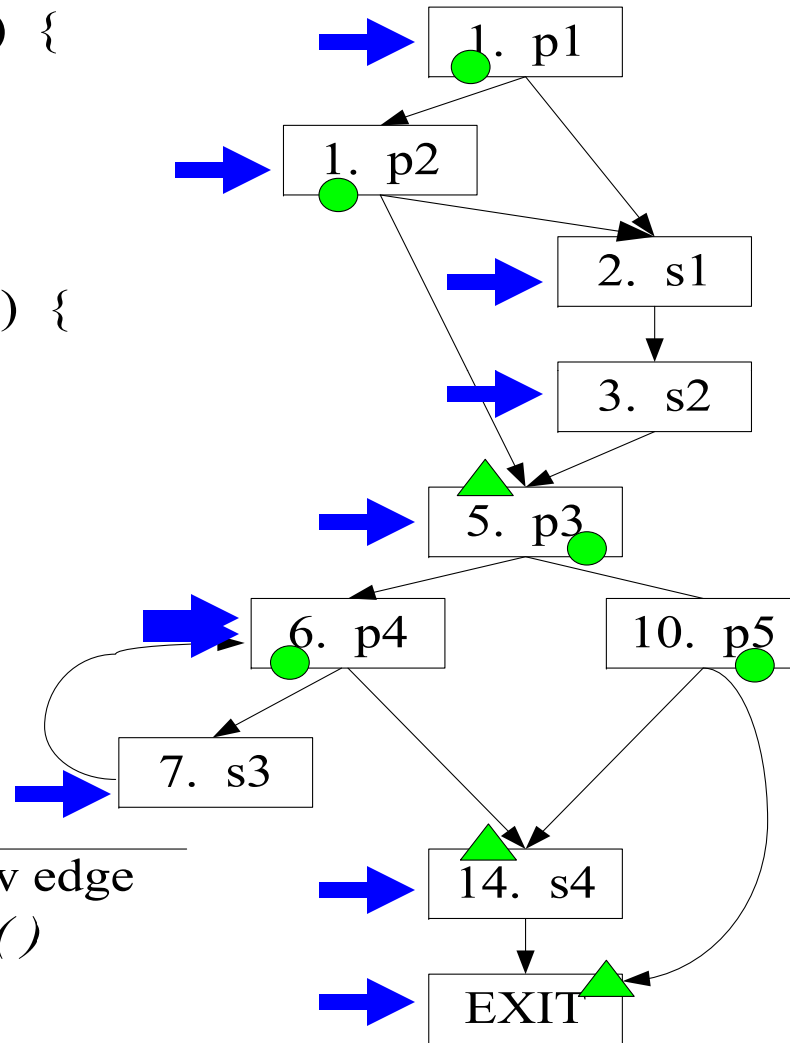 ) {
1. p1
1. p2
2. s1
) {
3. s2
5. p3
6. p4
10. p5
7. s3
v edge
14. s4
()
EXIT